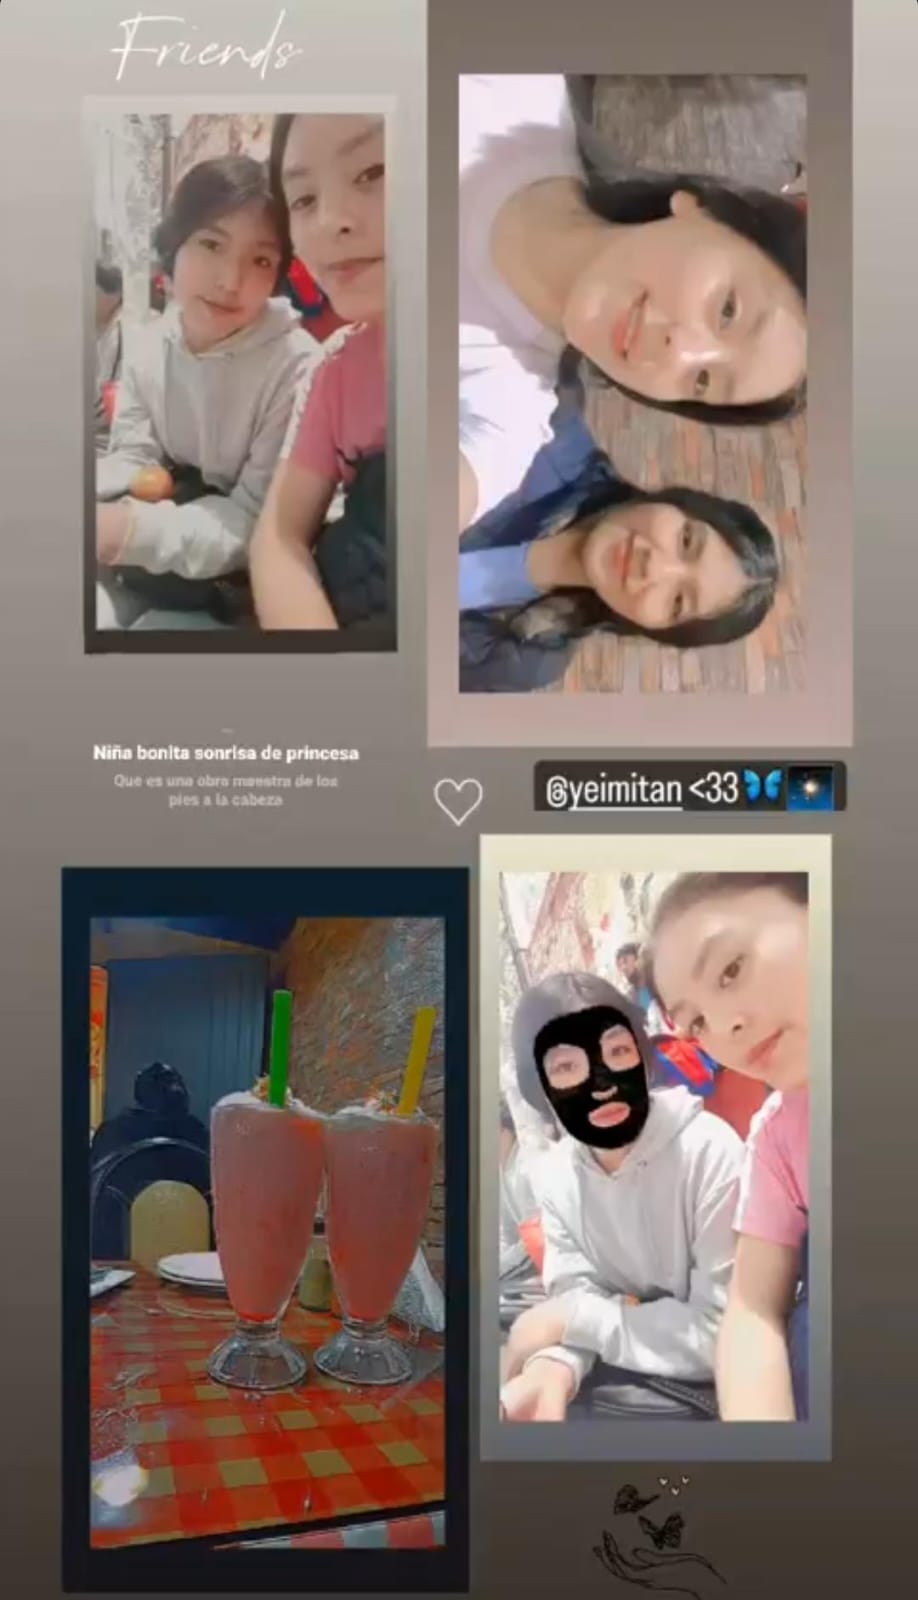 Friends
Niña bonita sonrisa de princesa
Que es una obra maestra de los
pies a la cabeza
@yeimitan <33